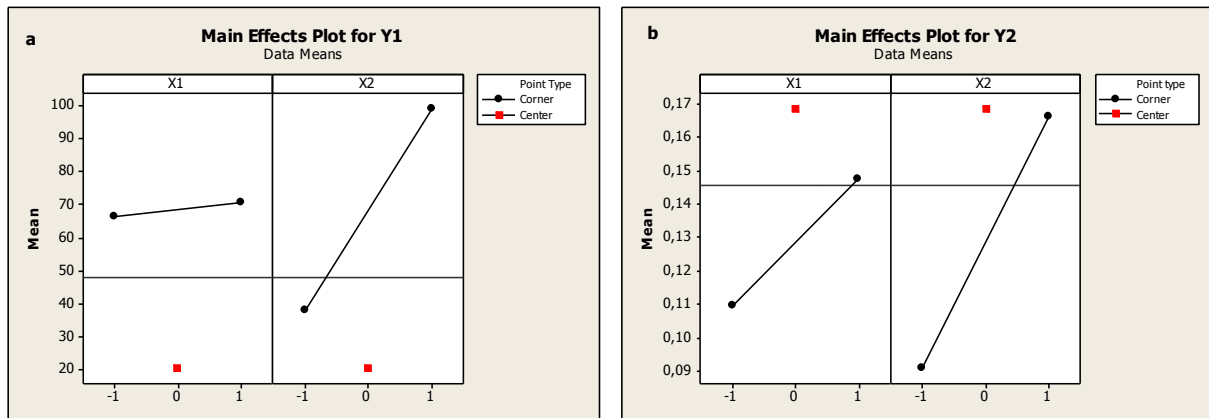 a
Main Effects Plot for Y1
Data Means
X1 X2
Point Type
Corner
Center
Mean
100
90
80
70
60
50
40
30
20
-1 0 1 -1 0 1
b
Main Effects Plot for Y2
Data Means
X1 X2
Point type
Corner
Center
Mean
0,17
0,16
0,15
0,14
0,13
0,12
0,11
0,10
0,09
-1 0 1 -1 0 1